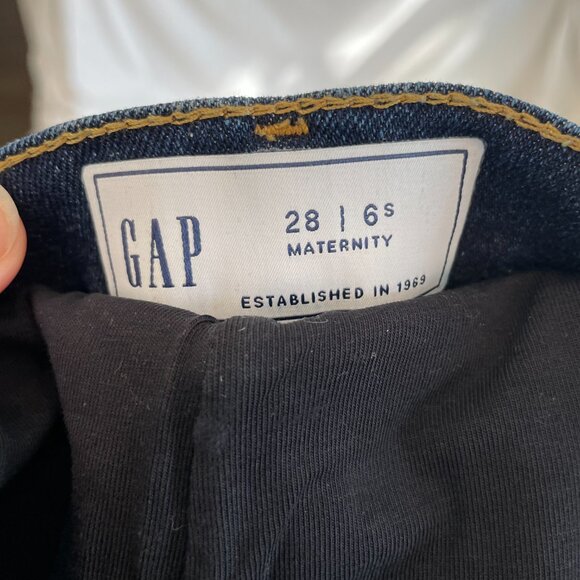 GAP
28 | 6S
MATERNITY
ESTABLISHED IN 1969